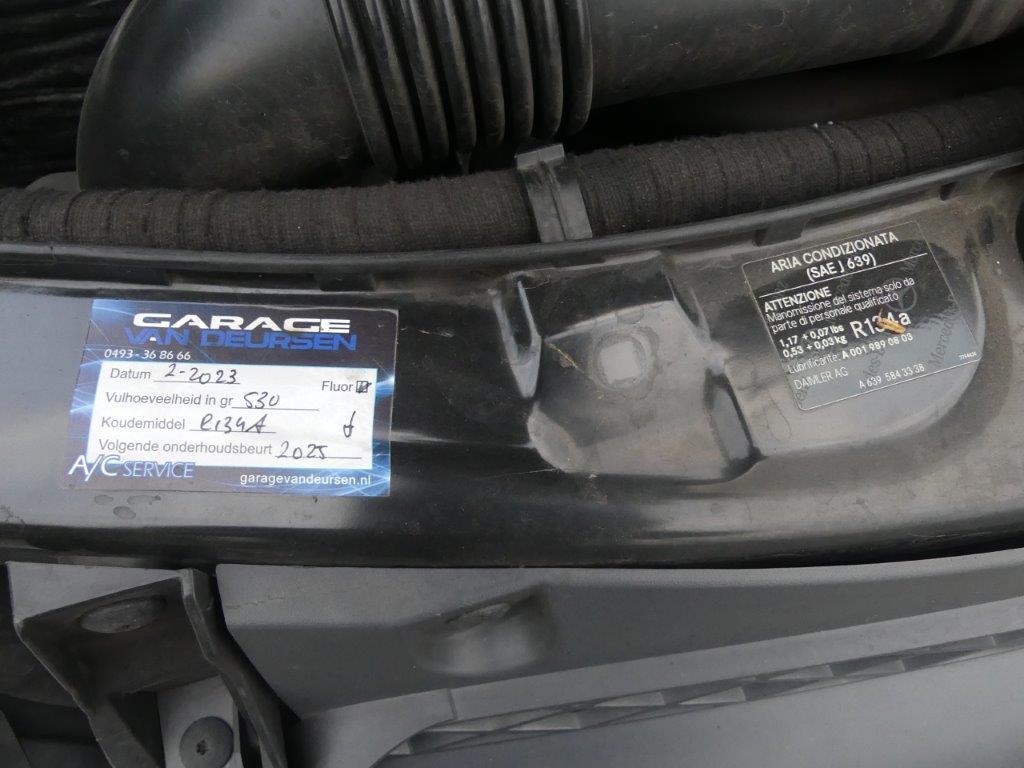 GARAGE
VAN DEURSEN
0493-36 8 66
Datum 2-2023
Fluor
Vulhoeveelheid in gr 530
Koudemiddel R134A
Volgende onderhoudsbeurt 2025
A/C SERVICE
garagevandeursen.nl
ARIA CONDIZIONATA
(SAE J 639)
ATTENZIONE
Manomissione del sistema solo da
parte di personale qualificato
1,17 + 0,07 lbs
0,53 + 0,03 kg
R134a
Lubrificante: A 001 989 08 03
DAIMLER AG
A 639 584 33 38